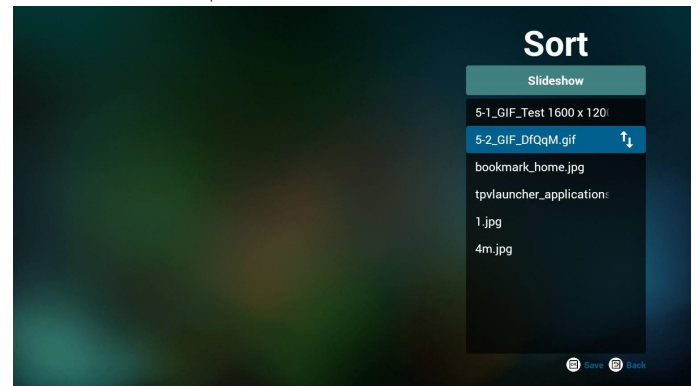 Sort
Slideshow
5-1_GIF_Test 1600 x 120
5-2_GIF_DfQqM.gif
bookmark_home.jpg
tpvlauncher_applications
1.jpg
4m.jpg
Save Back